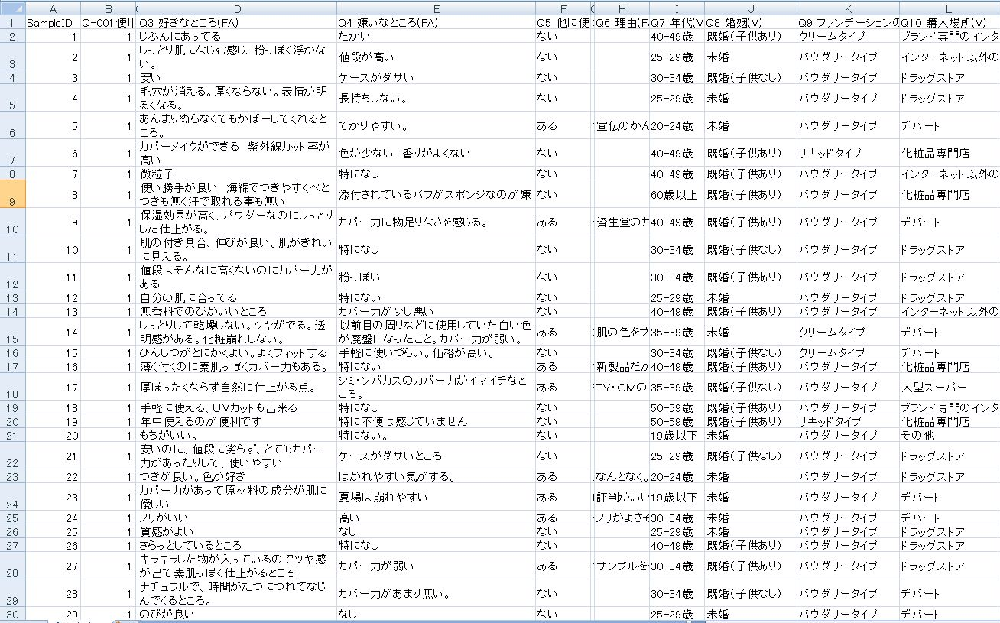 A B D E F H I J K L
1 SampleID Q-001 使用 Q3_好きなところ(FA) Q4_嫌いなところ(FA) Q5_他に使 Q6_理由(F Q7_年代(V Q8_婚姻(V) Q9_ファンデーションの Q10_購入場所(V)
2 1 1 じぶんにあってる たかい ない 40-49歳 既婚(子供あり) クリームタイプ ブランド専門のインタ
3 2 1 しっとり肌になじむ感じ、粉っぽく浮かな 値段が高い ない 25-29歳 未婚 パウダリータイプ インターネット以外の
い。
4 3 1 安い ケースがダサい ない 30-34歳 既婚(子供なし) パウダリータイプ ドラッグストア
5 4 1 毛穴が消える。厚くならない。表情が明 長持ちしない。 ない 25-29歳 未婚 パウダリータイプ ドラッグストア
るくなる。
6 5 1 あんまりぬらなくてもかばーしてくれると てかりやすい。 ある 宣伝のかん 20-24歳 未婚 パウダリータイプ デパート
ころ。
7 6 1 カバーメイクができる 紫外線カット率が 色が少ない 香りがよくない ない 40-49歳 既婚(子供あり) リキッドタイプ 化粧品専門店
高い
8 7 1 微粒子 特になし ない 40-49歳 既婚(子供あり) パウダリータイプ インターネット以外の
9 8 1 使い勝手が良い 海綿でつきやすくべと 添付されているパフがスポンジなのが嫌 ない 60歳以上 既婚(子供あり) パウダリータイプ 化粧品専門店
つきも無く汗で取れる事も無い
10 9 1 保湿効果が高く、パウダーなのにしっとり カバー力に物足りなさを感じる。 ある 資生堂のカ 40-49歳 既婚(子供あり) パウダリータイプ デパート
した仕上がる。
11 10 1 肌の付き具合、伸びが良い。肌がきれい 特になし ない 30-34歳 既婚(子供なし) パウダリータイプ ドラッグストア
に見える。
12 11 1 値段はそんなに高くないのにカバー力が 粉っぽい ない 30-34歳 既婚(子供あり) パウダリータイプ ドラッグストア
ある
13 12 1 自分の肌に合ってる 特にない ない 25-29歳 未婚 パウダリータイプ ドラッグストア
14 13 1 無香料でのびがいいところ カバー力が少し悪い ない 40-49歳 既婚(子供あり) パウダリータイプ インターネット以外の
15 14 1 しっとりして乾燥しない。ツヤがでる。透 以前目の周りなどに使用していた白い色 ある 肌の色をブ 35-39歳 未婚 クリームタイプ デパート
明感がある。化粧崩れしない。 が廃盤になったこと。カバー力が弱い。
16 15 1 ひんしつがとにかくよい。よくフィットする 手軽に使いづらい。価格が高い。 ない 30-34歳 既婚(子供なし) クリームタイプ デパート
17 16 1 薄く付くのに素肌っぽくカバー力もある。 特にない ある 新製品だか 40-49歳 既婚(子供あり) パウダリータイプ 化粧品専門店
18 17 1 厚ぼったくならず自然に仕上がる点。 シミ・ソバカスのカバー力がイマイチなと ある TV・CMの 35-39歳 既婚(子供なし) パウダリータイプ 大型スーパー
ころ。
19 18 1 手軽に使える、UVカットも出来る 特になし ない 50-59歳 既婚(子供あり) パウダリータイプ ブランド専門のインタ
20 19 1 年中使えるのが便利です 特に不便は感じていません ない 50-59歳 既婚(子供あり) リキッドタイプ 化粧品専門店
21 20 1 もちがいい。 特にない。 ない 19歳以下 未婚 パウダリータイプ その他
22 21 1 安いのに、値段に劣らず、とてもカバー ケースがダサいところ ない 25-29歳 既婚(子供なし) パウダリータイプ ドラッグストア
力があったりして、使いやすい
23 22 1 つきが良い。色が好き はがれやすい気がする。 ある なんとなく。 20-24歳 未婚 パウダリータイプ ドラッグストア
24 23 1 カバー力があって原材料の成分が肌に 夏場は崩れやすい ある 評判がいい 19歳以下 未婚 パウダリータイプ ドラッグストア
優しい
25 24 1 ノリがいい 高い ある ノリがよさそ 30-34歳 未婚 パウダリータイプ デパート
26 25 1 質感がよい なし ない 25-29歳 未婚 パウダリータイプ ドラッグストア
27 26 1 さらっとしているところ 特になし ない 40-49歳 既婚(子供あり) パウダリータイプ ドラッグストア
28 27 1 キラキラした物が入っているのでツヤ感 カバー力が弱い ある サンプルを 30-34歳 既婚(子供あり) パウダリータイプ ドラッグストア
が出て素肌っぽく仕上がるところ
29 28 1 ナチュラルで、時間がたつにつれてなじ カバー力があまり無い。 ない 30-34歳 既婚(子供なし) パウダリータイプ デパート
んでくるところ。
30 29 1 のびが良い なし ない 25-29歳 未婚 パウダリータイプ デパート